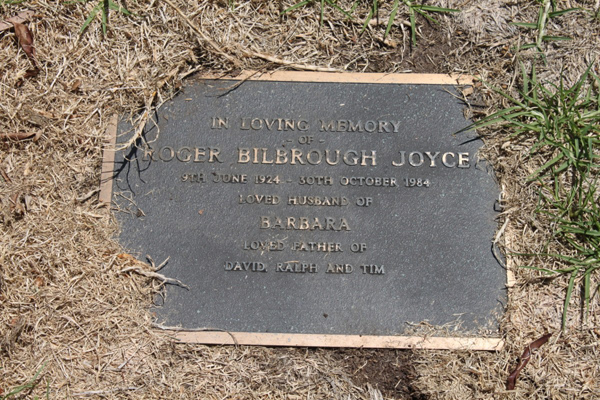 IN LOVING MEMORY
- OF -
ROGER BILBROUGH JOYCE
9TH JUNE 1924 - 30TH OCTOBER 1984
LOVED HUSBAND OF
BARBARA
LOVED FATHER OF
DAVID, RALPH AND TIM